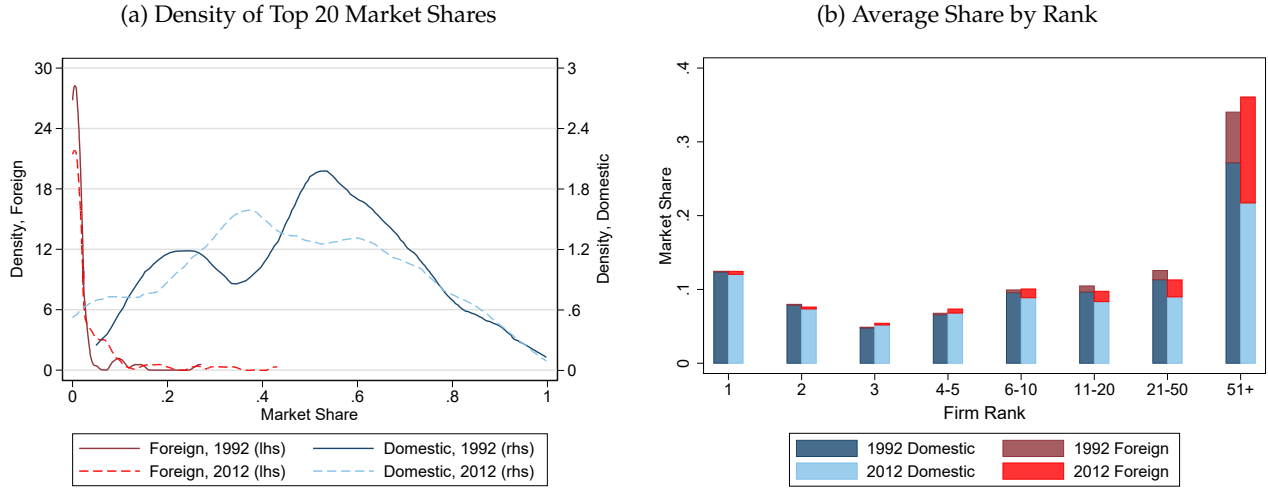 (a) Density of Top 20 Market Shares
30
24
18
12
6
0
Density, Foreign
3
2.4
1.8
1.2
.6
0
Density, Domestic
0
.2
.4
.6
.8
1
Market Share
Foreign, 1992 (lhs)
Domestic, 1992 (rhs)
Foreign, 2012 (lhs)
Domestic, 2012 (rhs)
(b) Average Share by Rank
.4
.3
.2
.1
0
Market Share
1
2
3
4-5
6-10
11-20
21-50
51+
Firm Rank
1992 Domestic
1992 Foreign
2012 Domestic
2012 Foreign